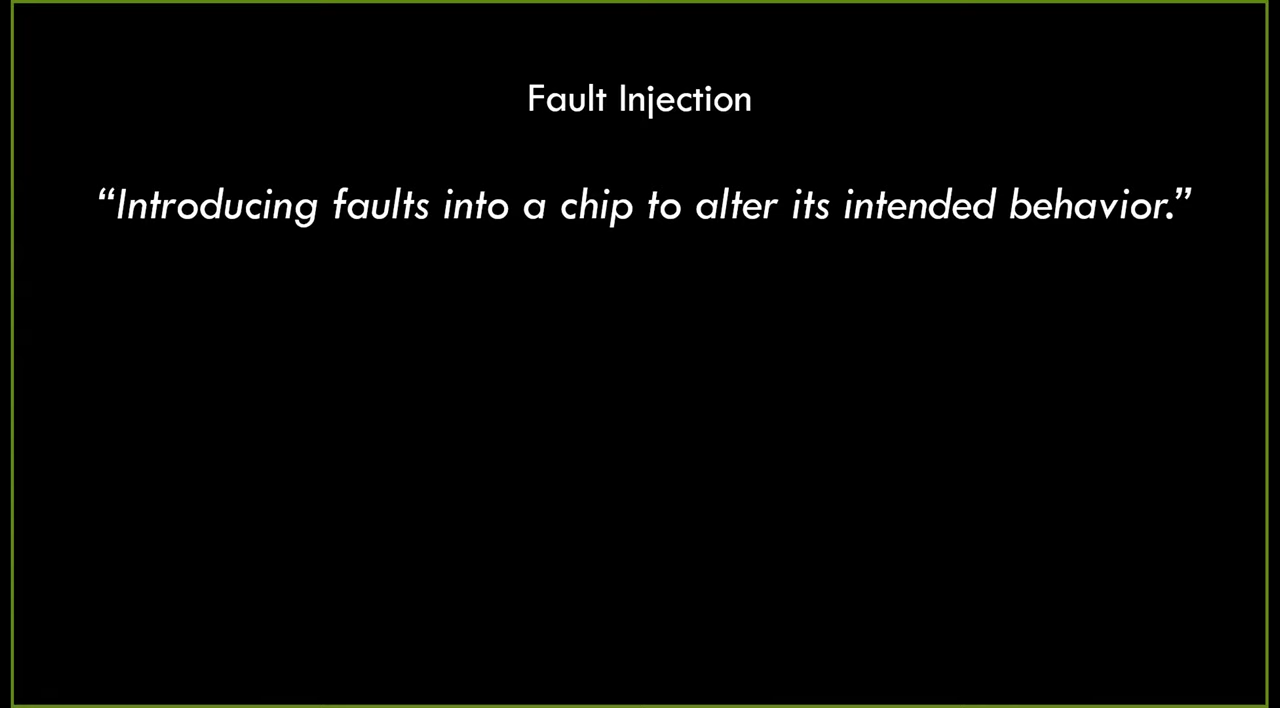 Fault Injection
“Introducing faults into a chip to alter its intended behavior.”